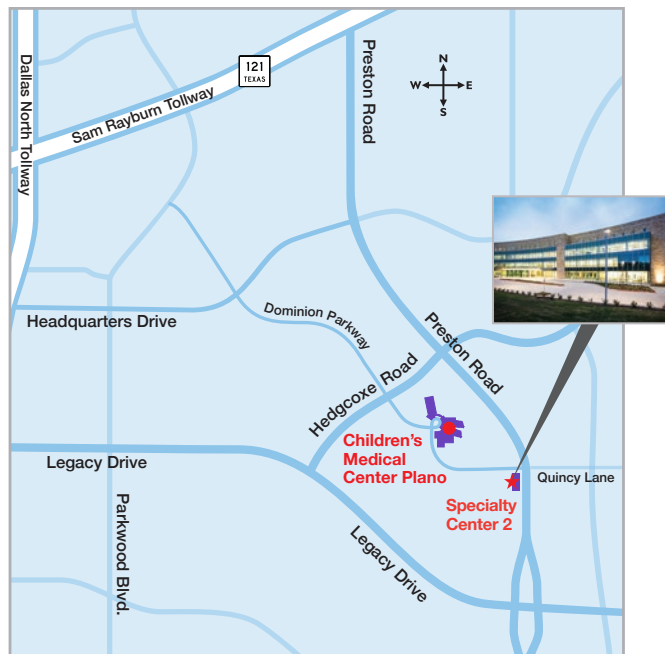 121
TEXAS
Sam Rayburn Tollway
Dallas North Tollway
Preston Road
N
W E
S
Headquarters Drive
Dominion Parkway
Preston Road
Hedgcoxe Road
Children's
Medical
Center Plano
Legacy Drive
Quincy Lane
Specialty
Center 2
Parkwood Blvd.
Legacy Drive